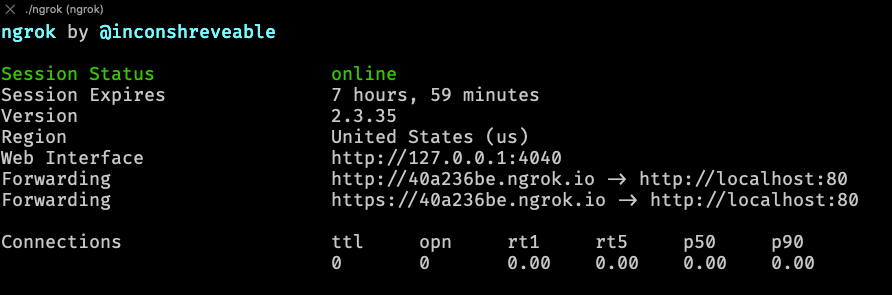 ./ngrok (ngrok)
ngrok by @inconshreveable
Session Status online
Session Expires 7 hours, 59 minutes
Version 2.3.35
Region United States (us)
Web Interface http://127.0.0.1:4040
Forwarding http://40a236be.ngrok.io -> http://localhost:80
Forwarding https://40a236be.ngrok.io -> http://localhost:80
Connections ttl opn rt1 rt5 p50 p90
0 0 0.00 0.00 0.00 0.00